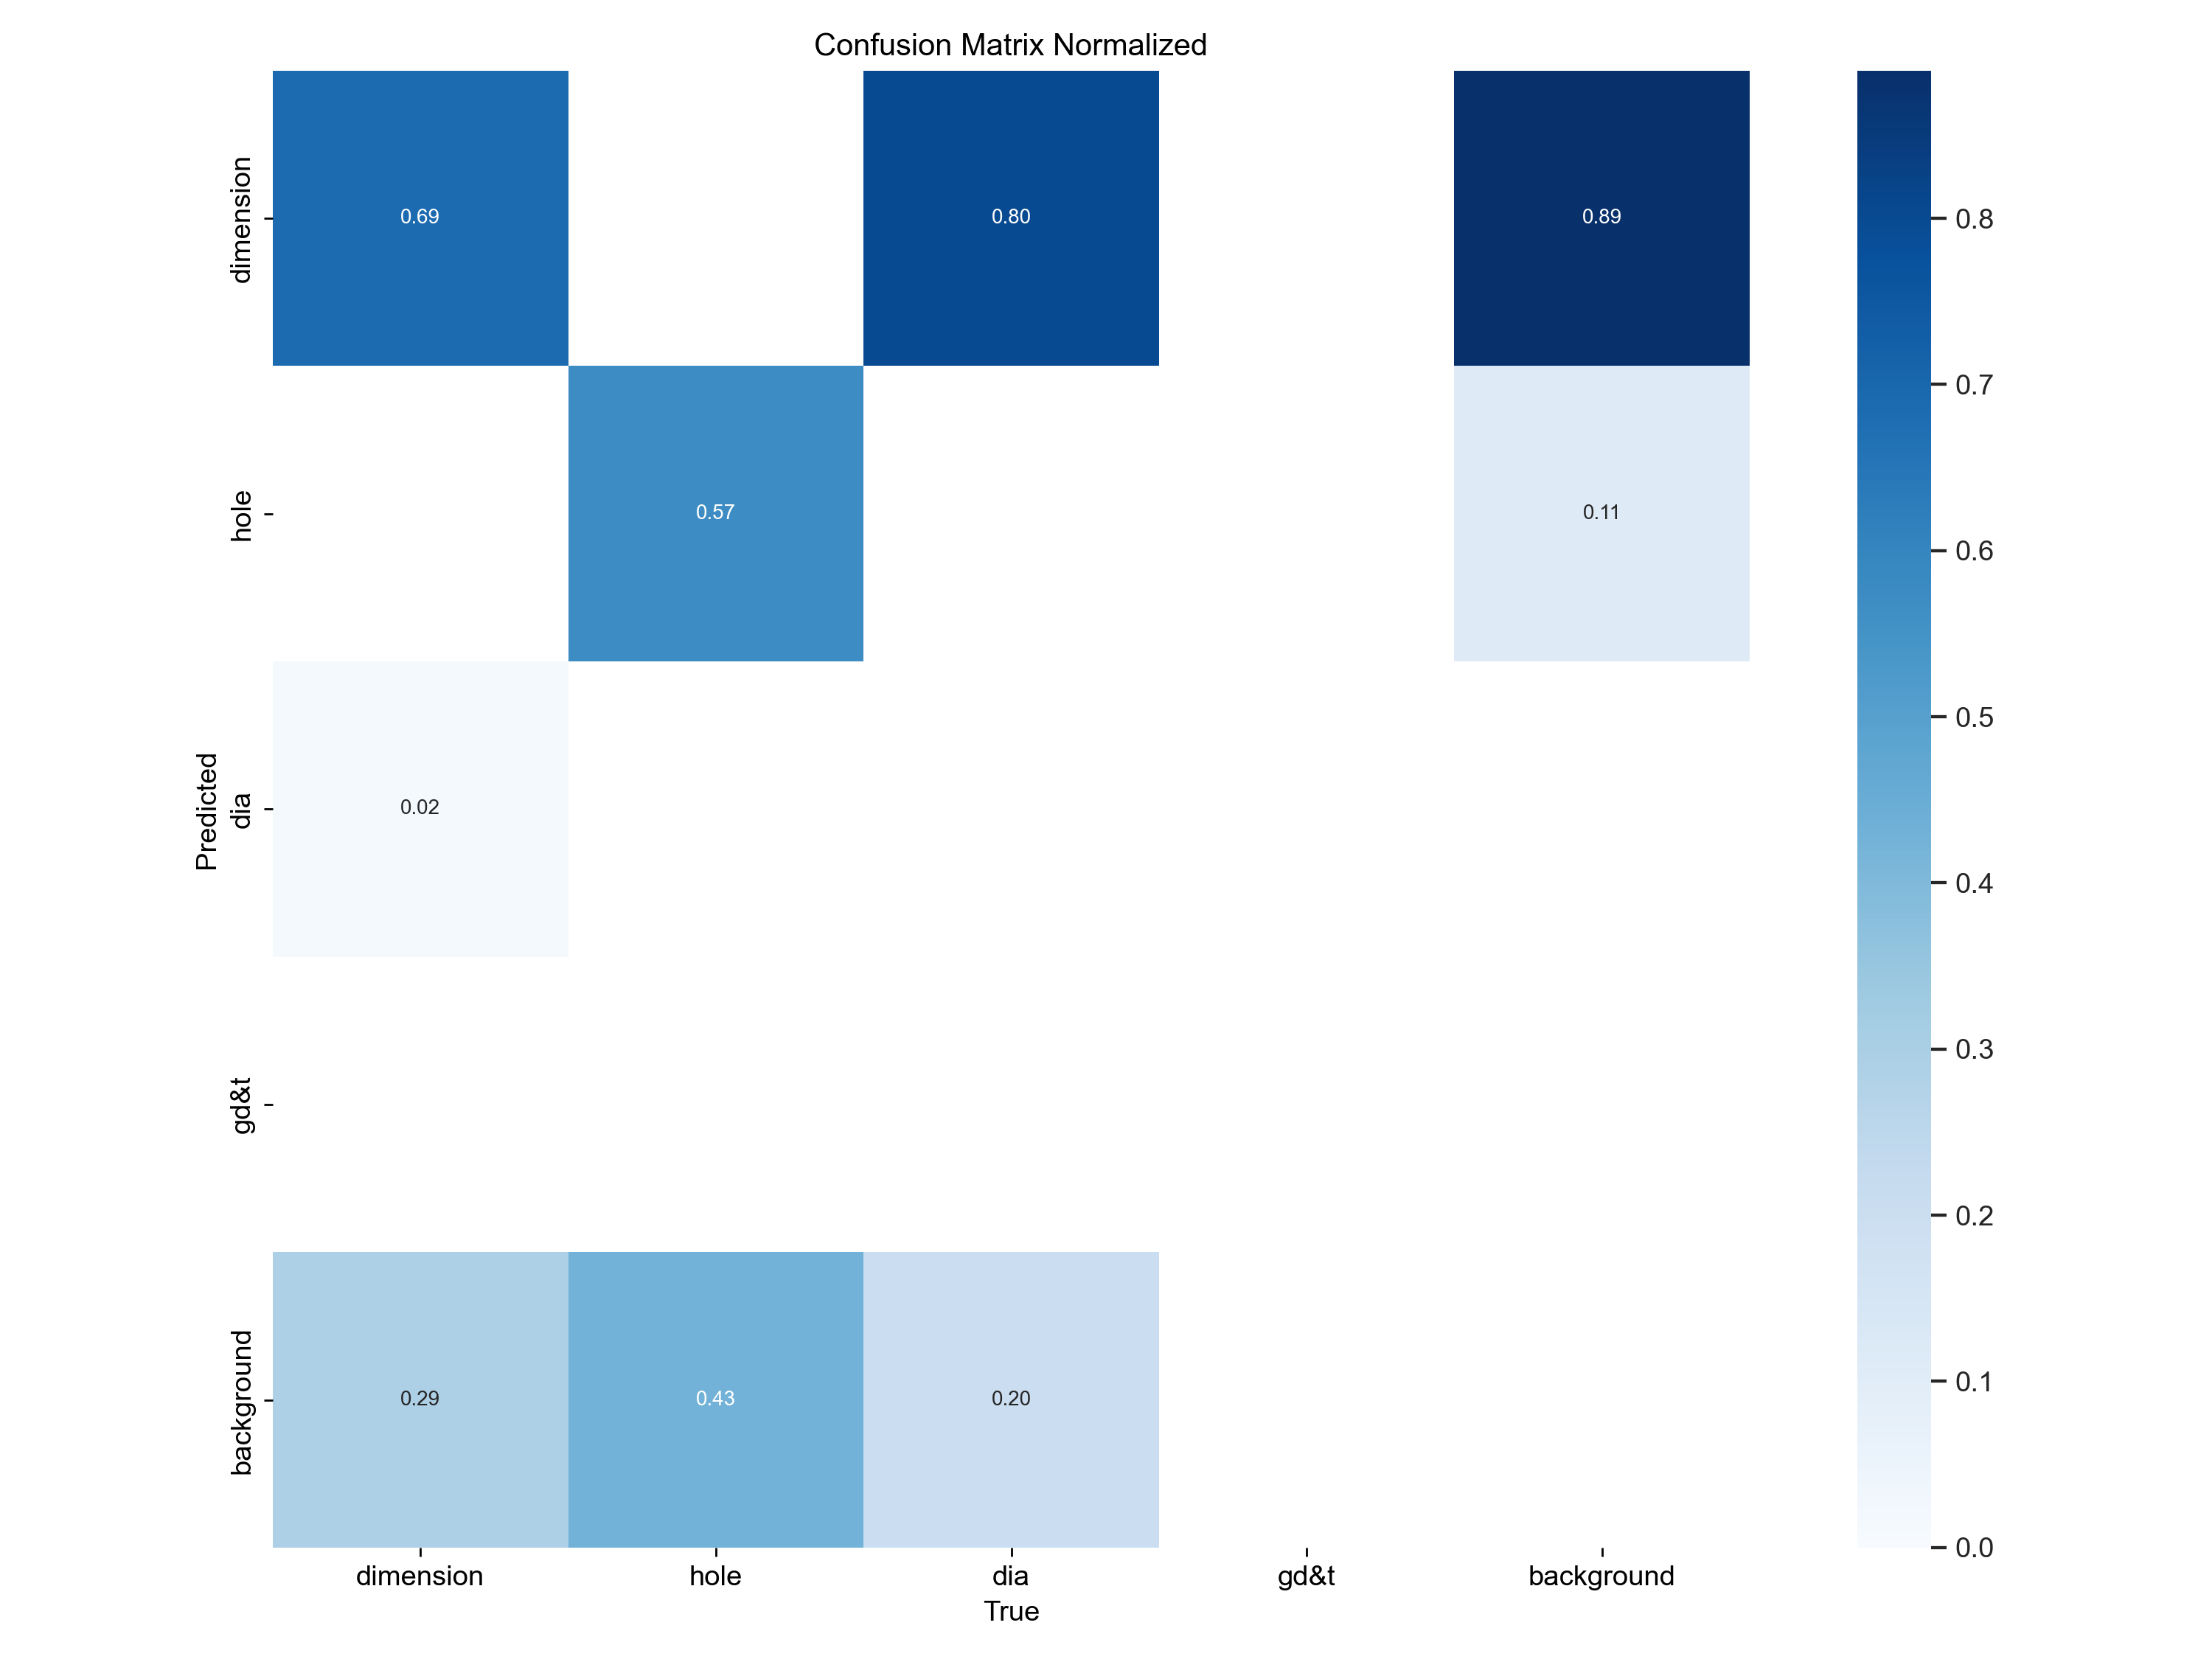 Confusion Matrix Normalized
dimension
0.69
0.80
0.89
0.8
0.7
hole
0.57
0.11
0.6
0.5
Predicted
dia
0.02
0.4
gd&t
0.3
0.2
background
0.29
0.43
0.20
0.1
0.0
dimension
hole
dia
gd&t
background
True